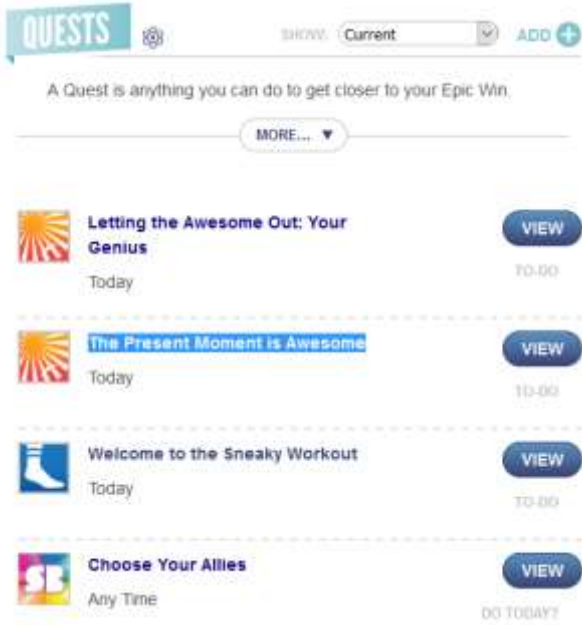 QUESTS
SHOW: Current
ADD
A Quest is anything you can do to get closer to your Epic Win.
MORE... ▼
Letting the Awesome Out: Your
Genius
VIEW
Today
TO-DO
The Present Moment is Awesome
VIEW
Today
TO-DO
Welcome to the Sneaky Workout
VIEW
Today
TO-DO
SB
Choose Your Allies
VIEW
Any Time
DO TODAY?